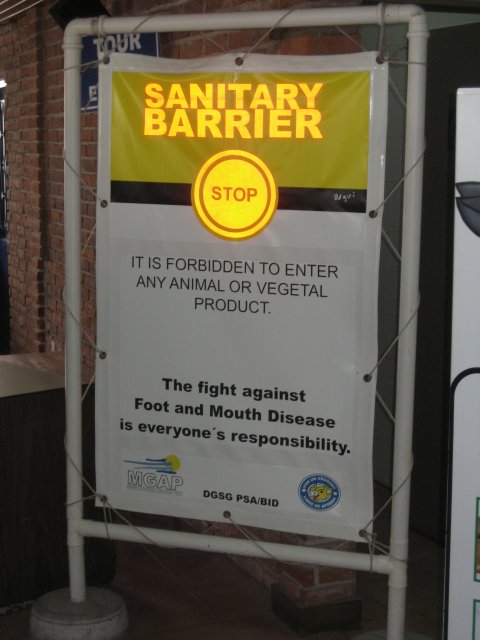 TOUR
SANITARY
BARRIER
STOP
IT IS FORBIDDEN TO ENTER
ANY ANIMAL OR VEGETAL
PRODUCT.
The fight against
Foot and Mouth Disease
is everyone´s responsibility.
MGAP
DGSG PSA/BID